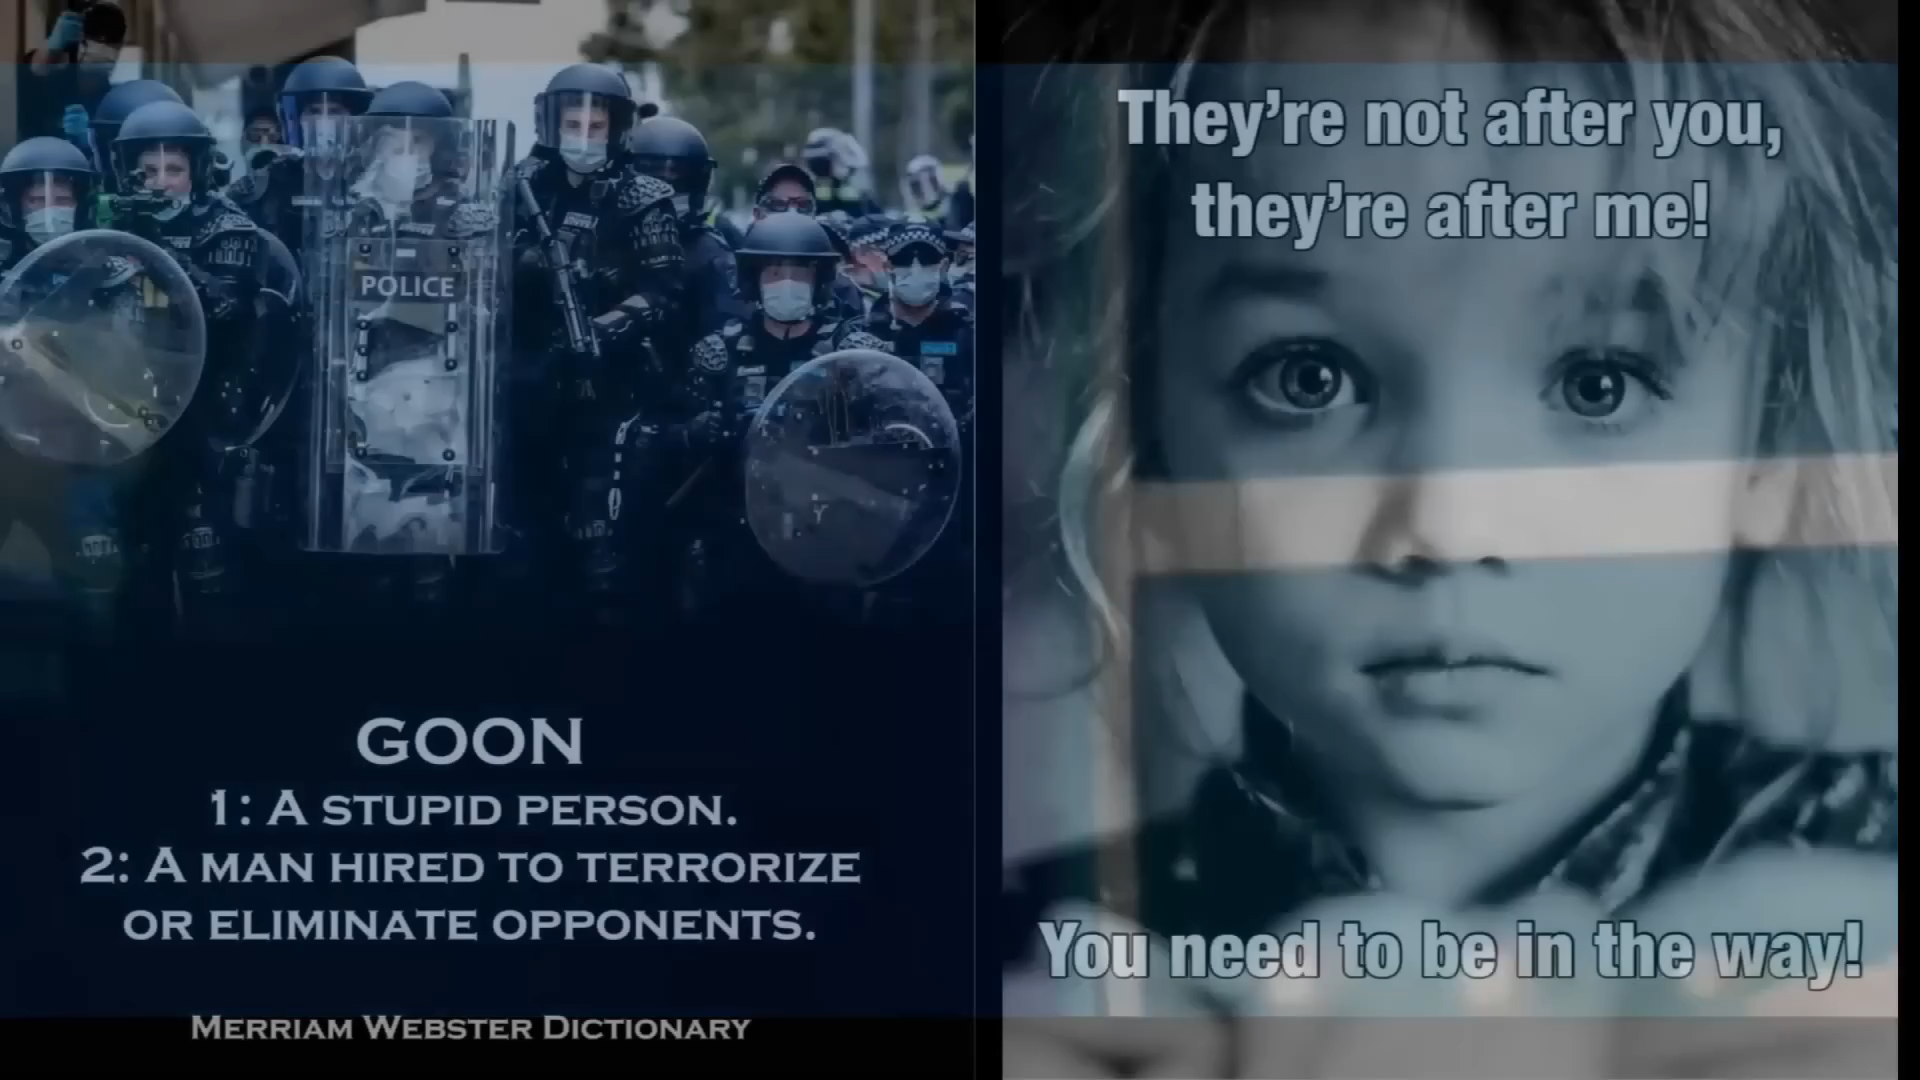 POLICE
GOON
1: A STUPID PERSON.
2: A MAN HIRED TO TERRORIZE
OR ELIMINATE OPPONENTS.
MERRIAM WEBSTER DICTIONARY
They're not after you,
they're after me!
You need to be in the way!